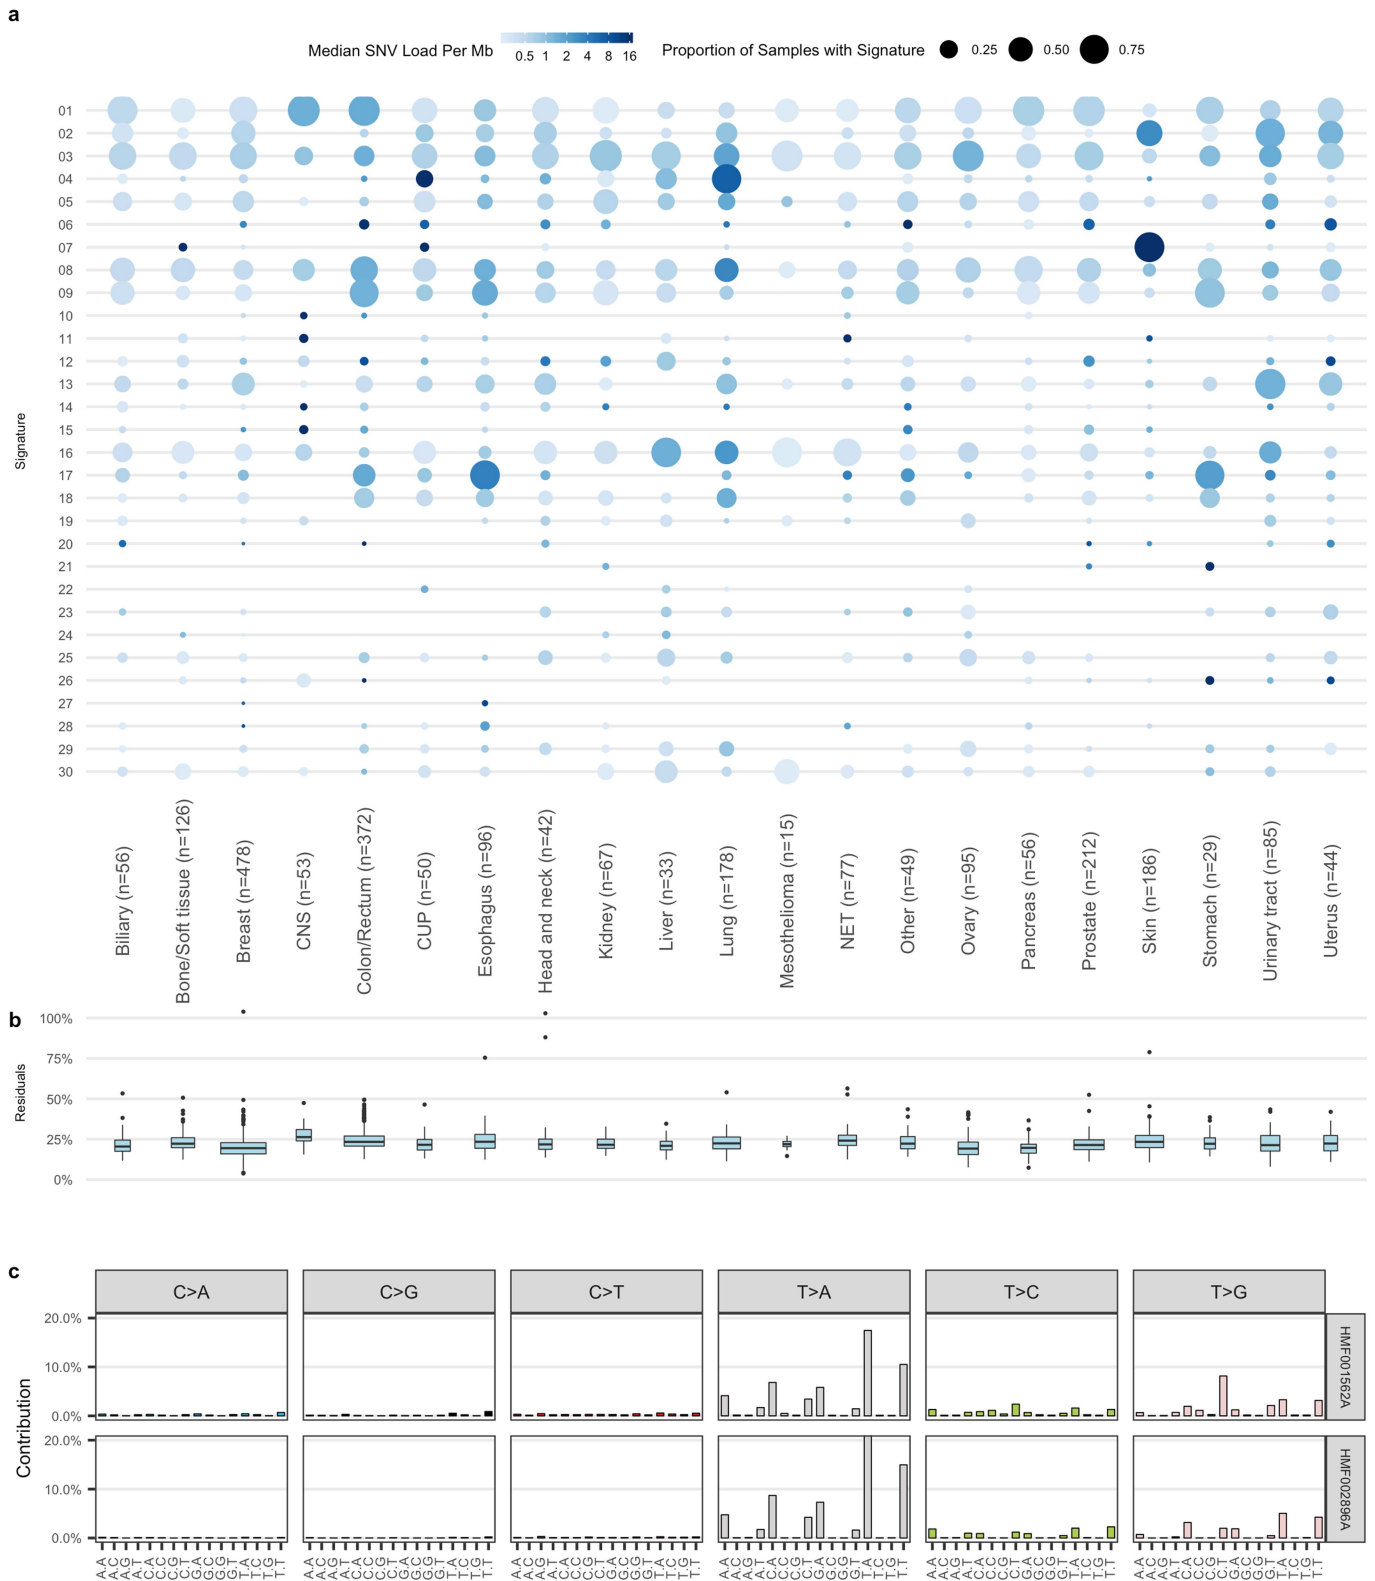 a
Median SNV Load Per Mb
0.5 1 2 4 8 16
Proportion of Samples with Signature
0.25 0.50 0.75
Signature
01
02
03
04
05
06
07
08
09
10
11
12
13
14
15
16
17
18
19
20
21
22
23
24
25
26
27
28
29
30
Biliary (n=56)
Bone/Soft tissue (n=126)
Breast (n=478)
CNS (n=53)
Colon/Rectum (n=372)
CUP (n=50)
Esophagus (n=96)
Head and neck (n=42)
Kidney (n=67)
Liver (n=33)
Lung (n=178)
Mesothelioma (n=15)
NET (n=77)
Other (n=49)
Ovary (n=95)
Pancreas (n=56)
Prostate (n=212)
Skin (n=186)
Stomach (n=29)
Urinary tract (n=85)
Uterus (n=44)
b
Residuals
100%
75%
50%
25%
0%
c
C>A C>G C>T T>A T>C T>G
Contribution
20.0%
10.0%
0.0%
HMF001562A
20.0%
10.0%
0.0%
HMF002896A
A.A A.C A.G A.T C.A C.C C.G C.T G.A G.C G.G G.T T.A T.C T.G T.T
A.A A.C A.G A.T C.A C.C C.G C.T G.A G.C G.G G.T T.A T.C T.G T.T
A.A A.C A.G A.T C.A C.C C.G C.T G.A G.C G.G G.T T.A T.C T.G T.T
A.A A.C A.G A.T C.A C.C C.G C.T G.A G.C G.G G.T T.A T.C T.G T.T
A.A A.C A.G A.T C.A C.C C.G C.T G.A G.C G.G G.T T.A T.C T.G T.T
A.A A.C A.G A.T C.A C.C C.G C.T G.A G.C G.G G.T T.A T.C T.G T.T